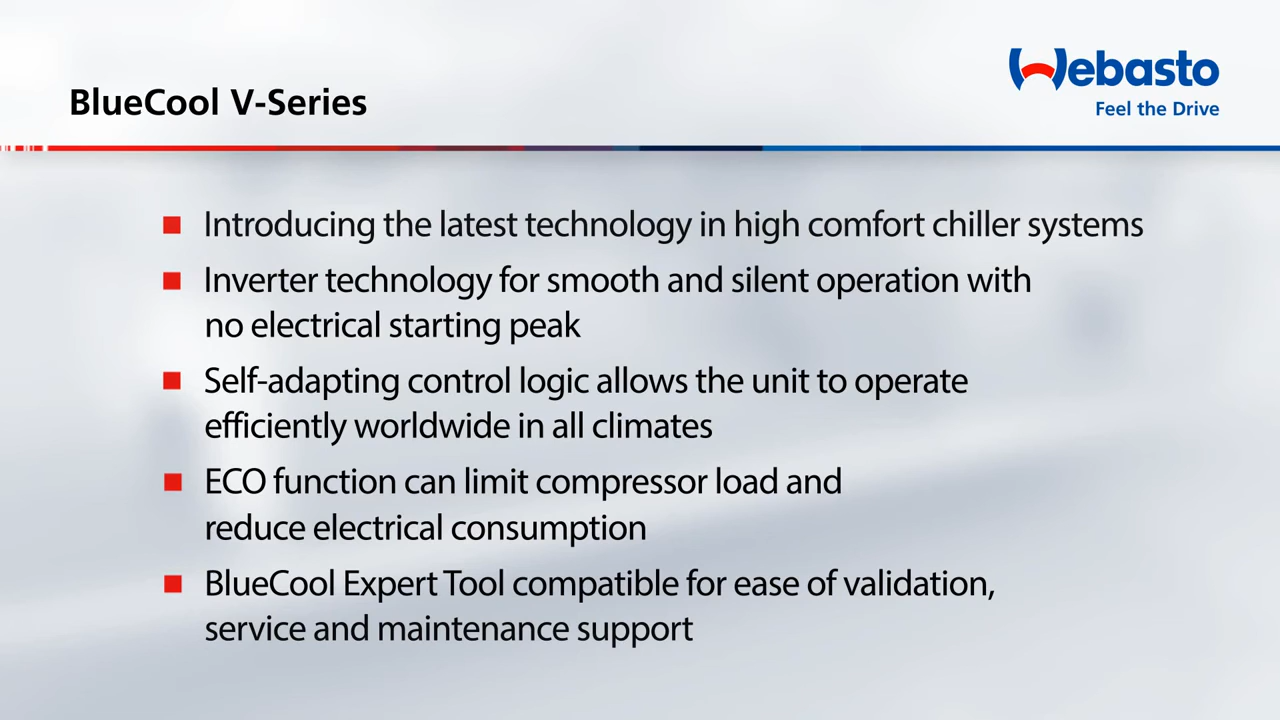 Webasto
Feel the Drive
BlueCool V-Series
Introducing the latest technology in high comfort chiller systems
Inverter technology for smooth and silent operation with
no electrical starting peak
Self-adapting control logic allows the unit to operate
efficiently worldwide in all climates
ECO function can limit compressor load and
reduce electrical consumption
BlueCool Expert Tool compatible for ease of validation,
service and maintenance support